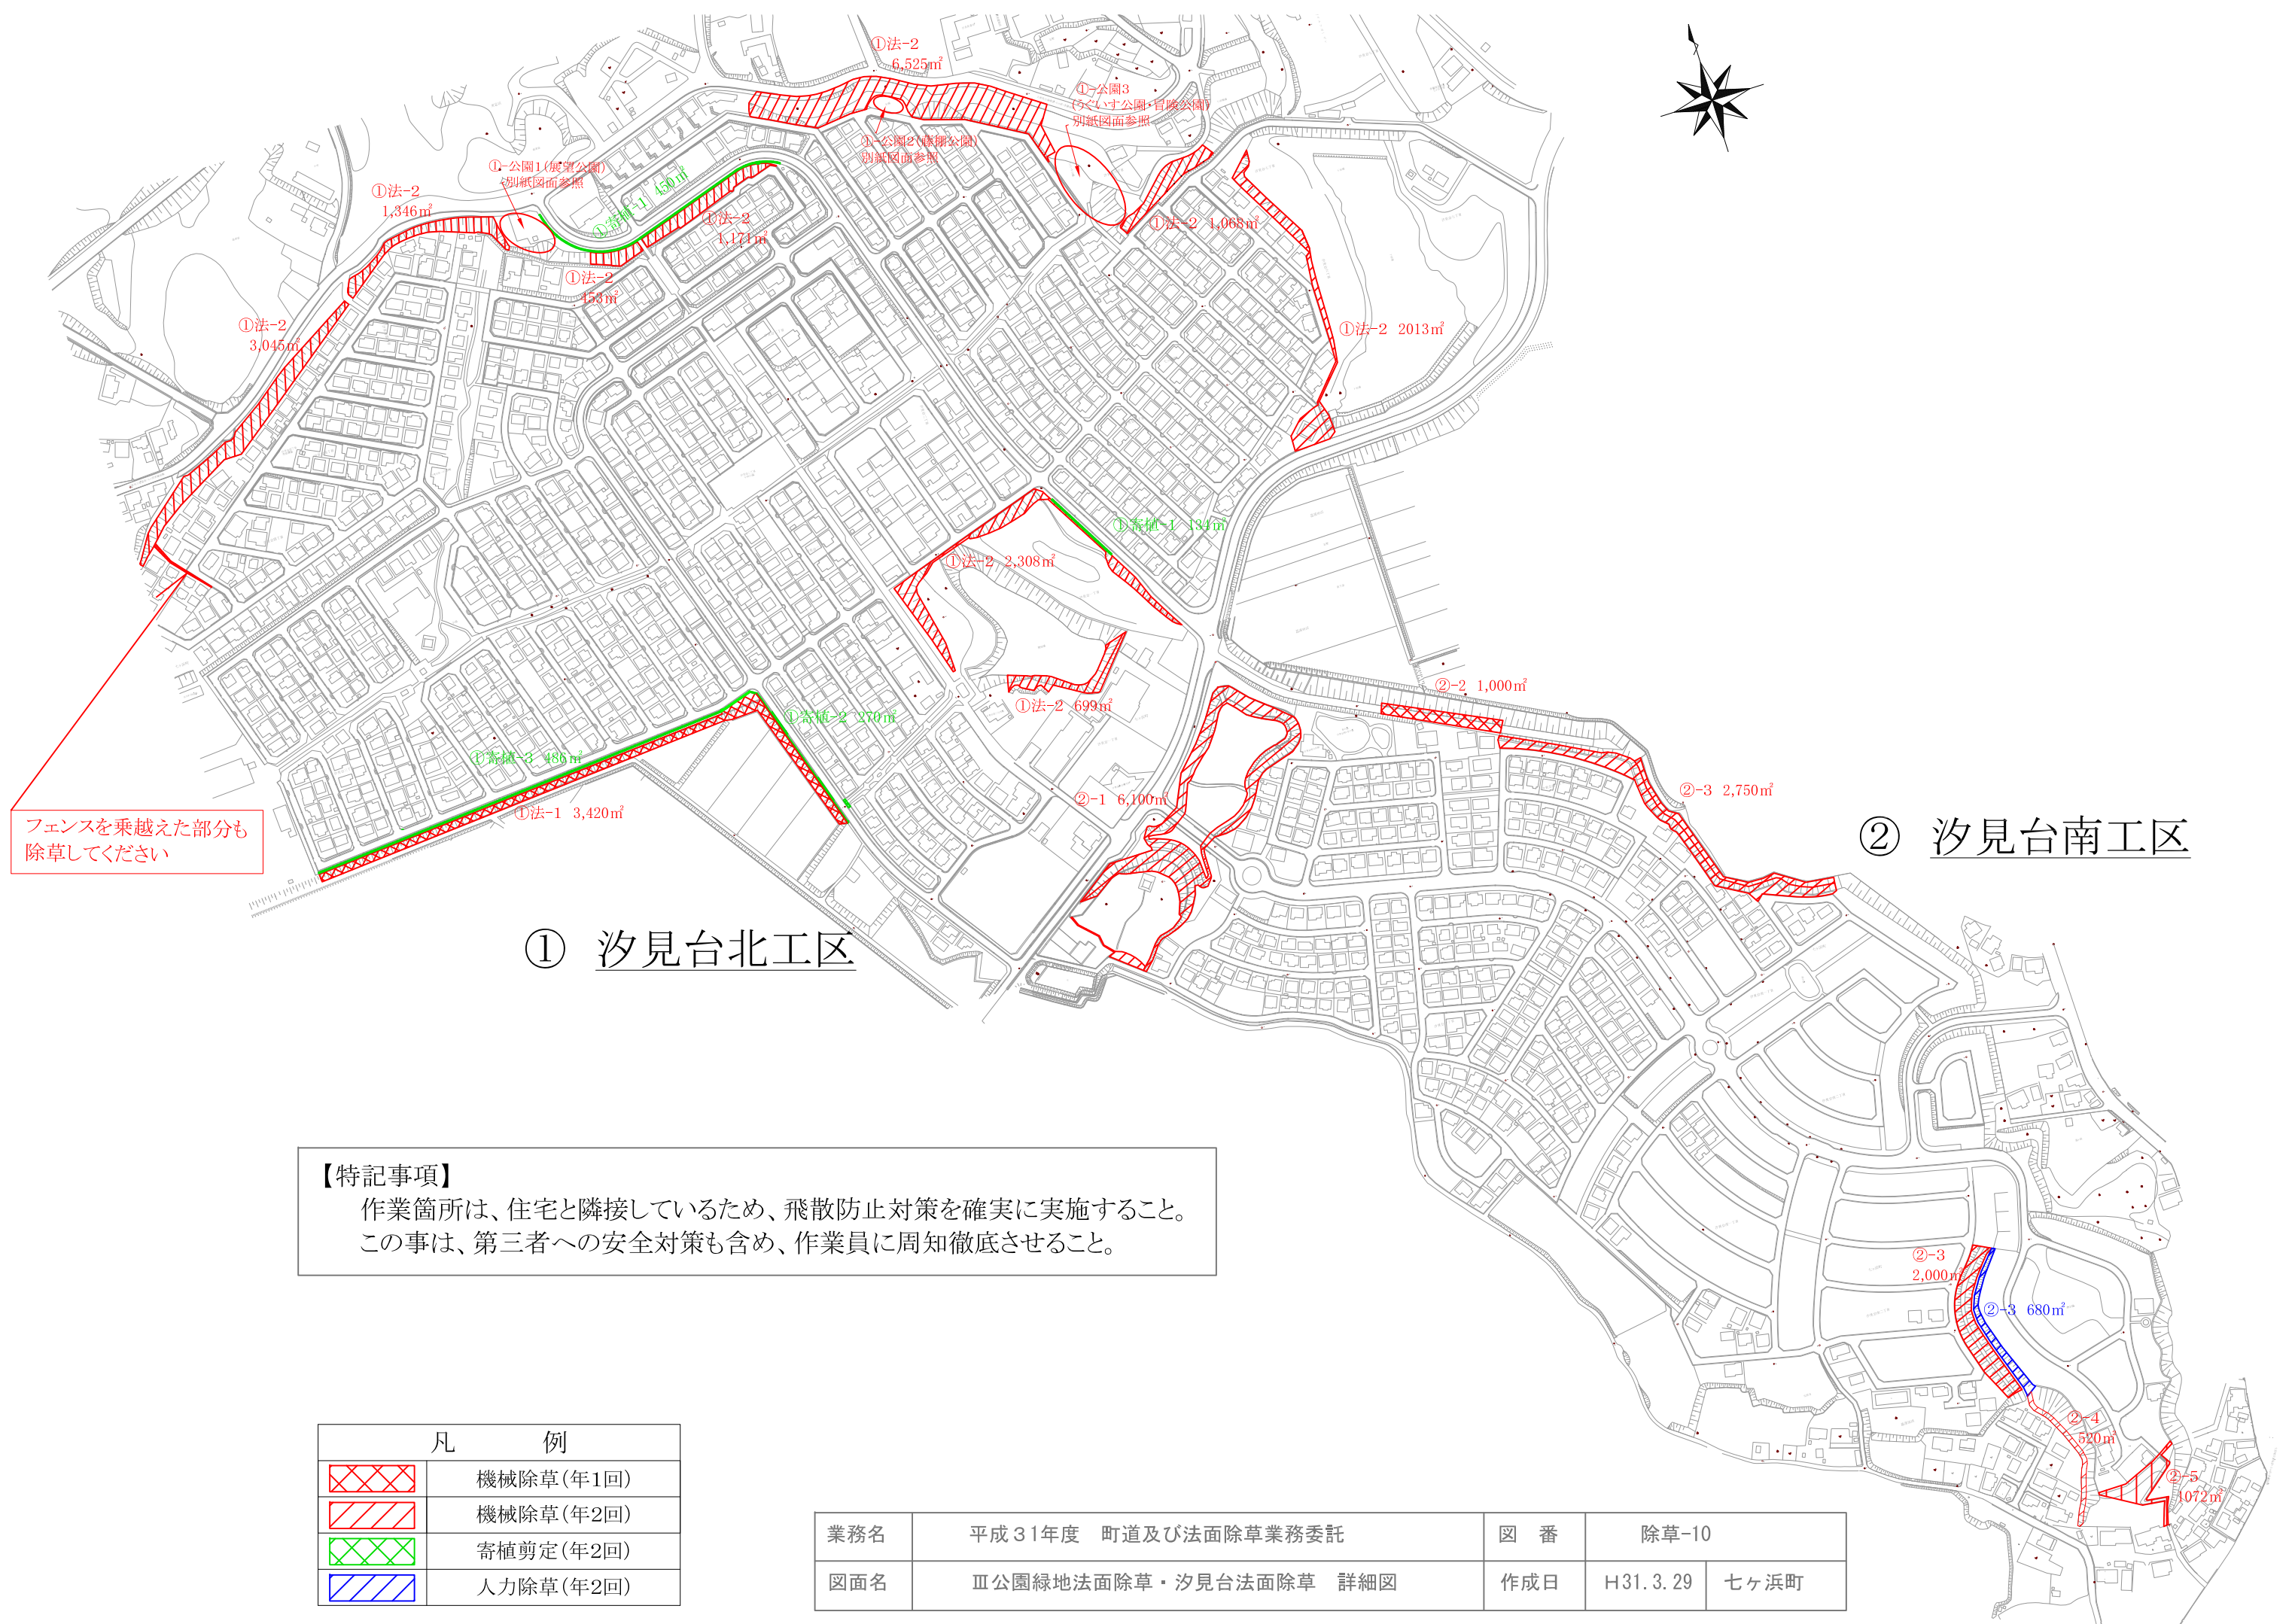 ①法-2
6,525㎡
①-公園3
(うぐいす公園・冒険公園)
別紙図面参照
①-公園2(藤棚公園)
別紙図面参照
①-公園1(展望公園)
別紙図面参照
①法-2
1,346㎡
①寄植-1 450㎡
①法-2
1,171㎡
①法-2 1,068㎡
①法-2
453㎡
①法-2
3,045㎡
①法-2 2013㎡
①寄植-1 134㎡
①法-2 2,308㎡
①法-2 699㎡
②-2 1,000㎡
①寄植-2 270㎡
①寄植-3 486㎡
②-1 6,100㎡
②-3 2,750㎡
①法-1 3,420㎡
フェンスを乗越えた部分も
除草してください
② 汐見台南工区
① 汐見台北工区
【特記事項】
作業箇所は、住宅と隣接しているため、飛散防止対策を確実に実施すること。
この事は、第三者への安全対策も含め、作業員に周知徹底させること。
②-3
2,000㎡
②-3 680㎡
②-4
520㎡
②-5
1072㎡
凡 例
機械除草(年1回)
機械除草(年2回)
寄植剪定(年2回)
人力除草(年2回)
業務名 平成31年度 町道及び法面除草業務委託 図 番 除草-10
図面名 Ⅲ公園緑地法面除草・汐見台法面除草 詳細図 作成日 H31.3.29 七ヶ浜町